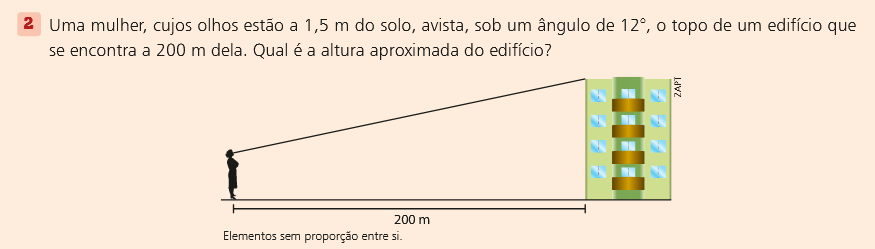 2 Uma mulher, cujos olhos estão a 1,5 m do solo, avista, sob um ângulo de 12°, o topo de um edifício que
se encontra a 200 m dela. Qual é a altura aproximada do edifício?
ZAPT
200 m
Elementos sem proporção entre si.